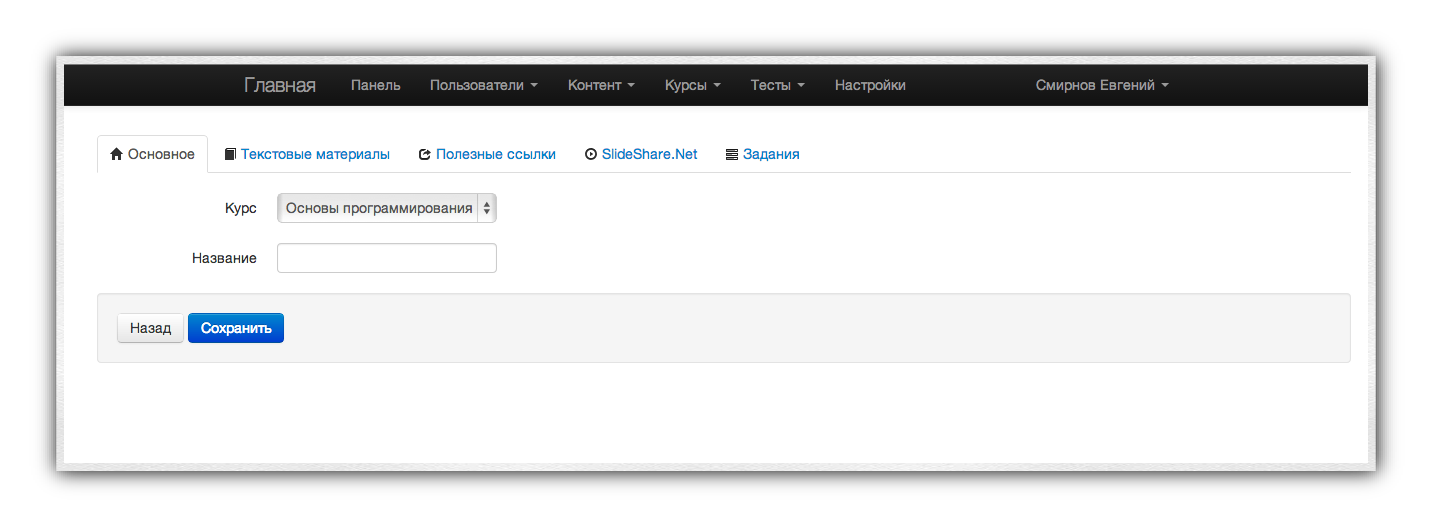 Главная Панель Пользователи Контент Курсы Тесты Настройки Смирнов Евгений
Основное Текстовые материалы Полезные ссылки SlideShare.Net Задания
Курс Основы программирования
Название
Назад Сохранить